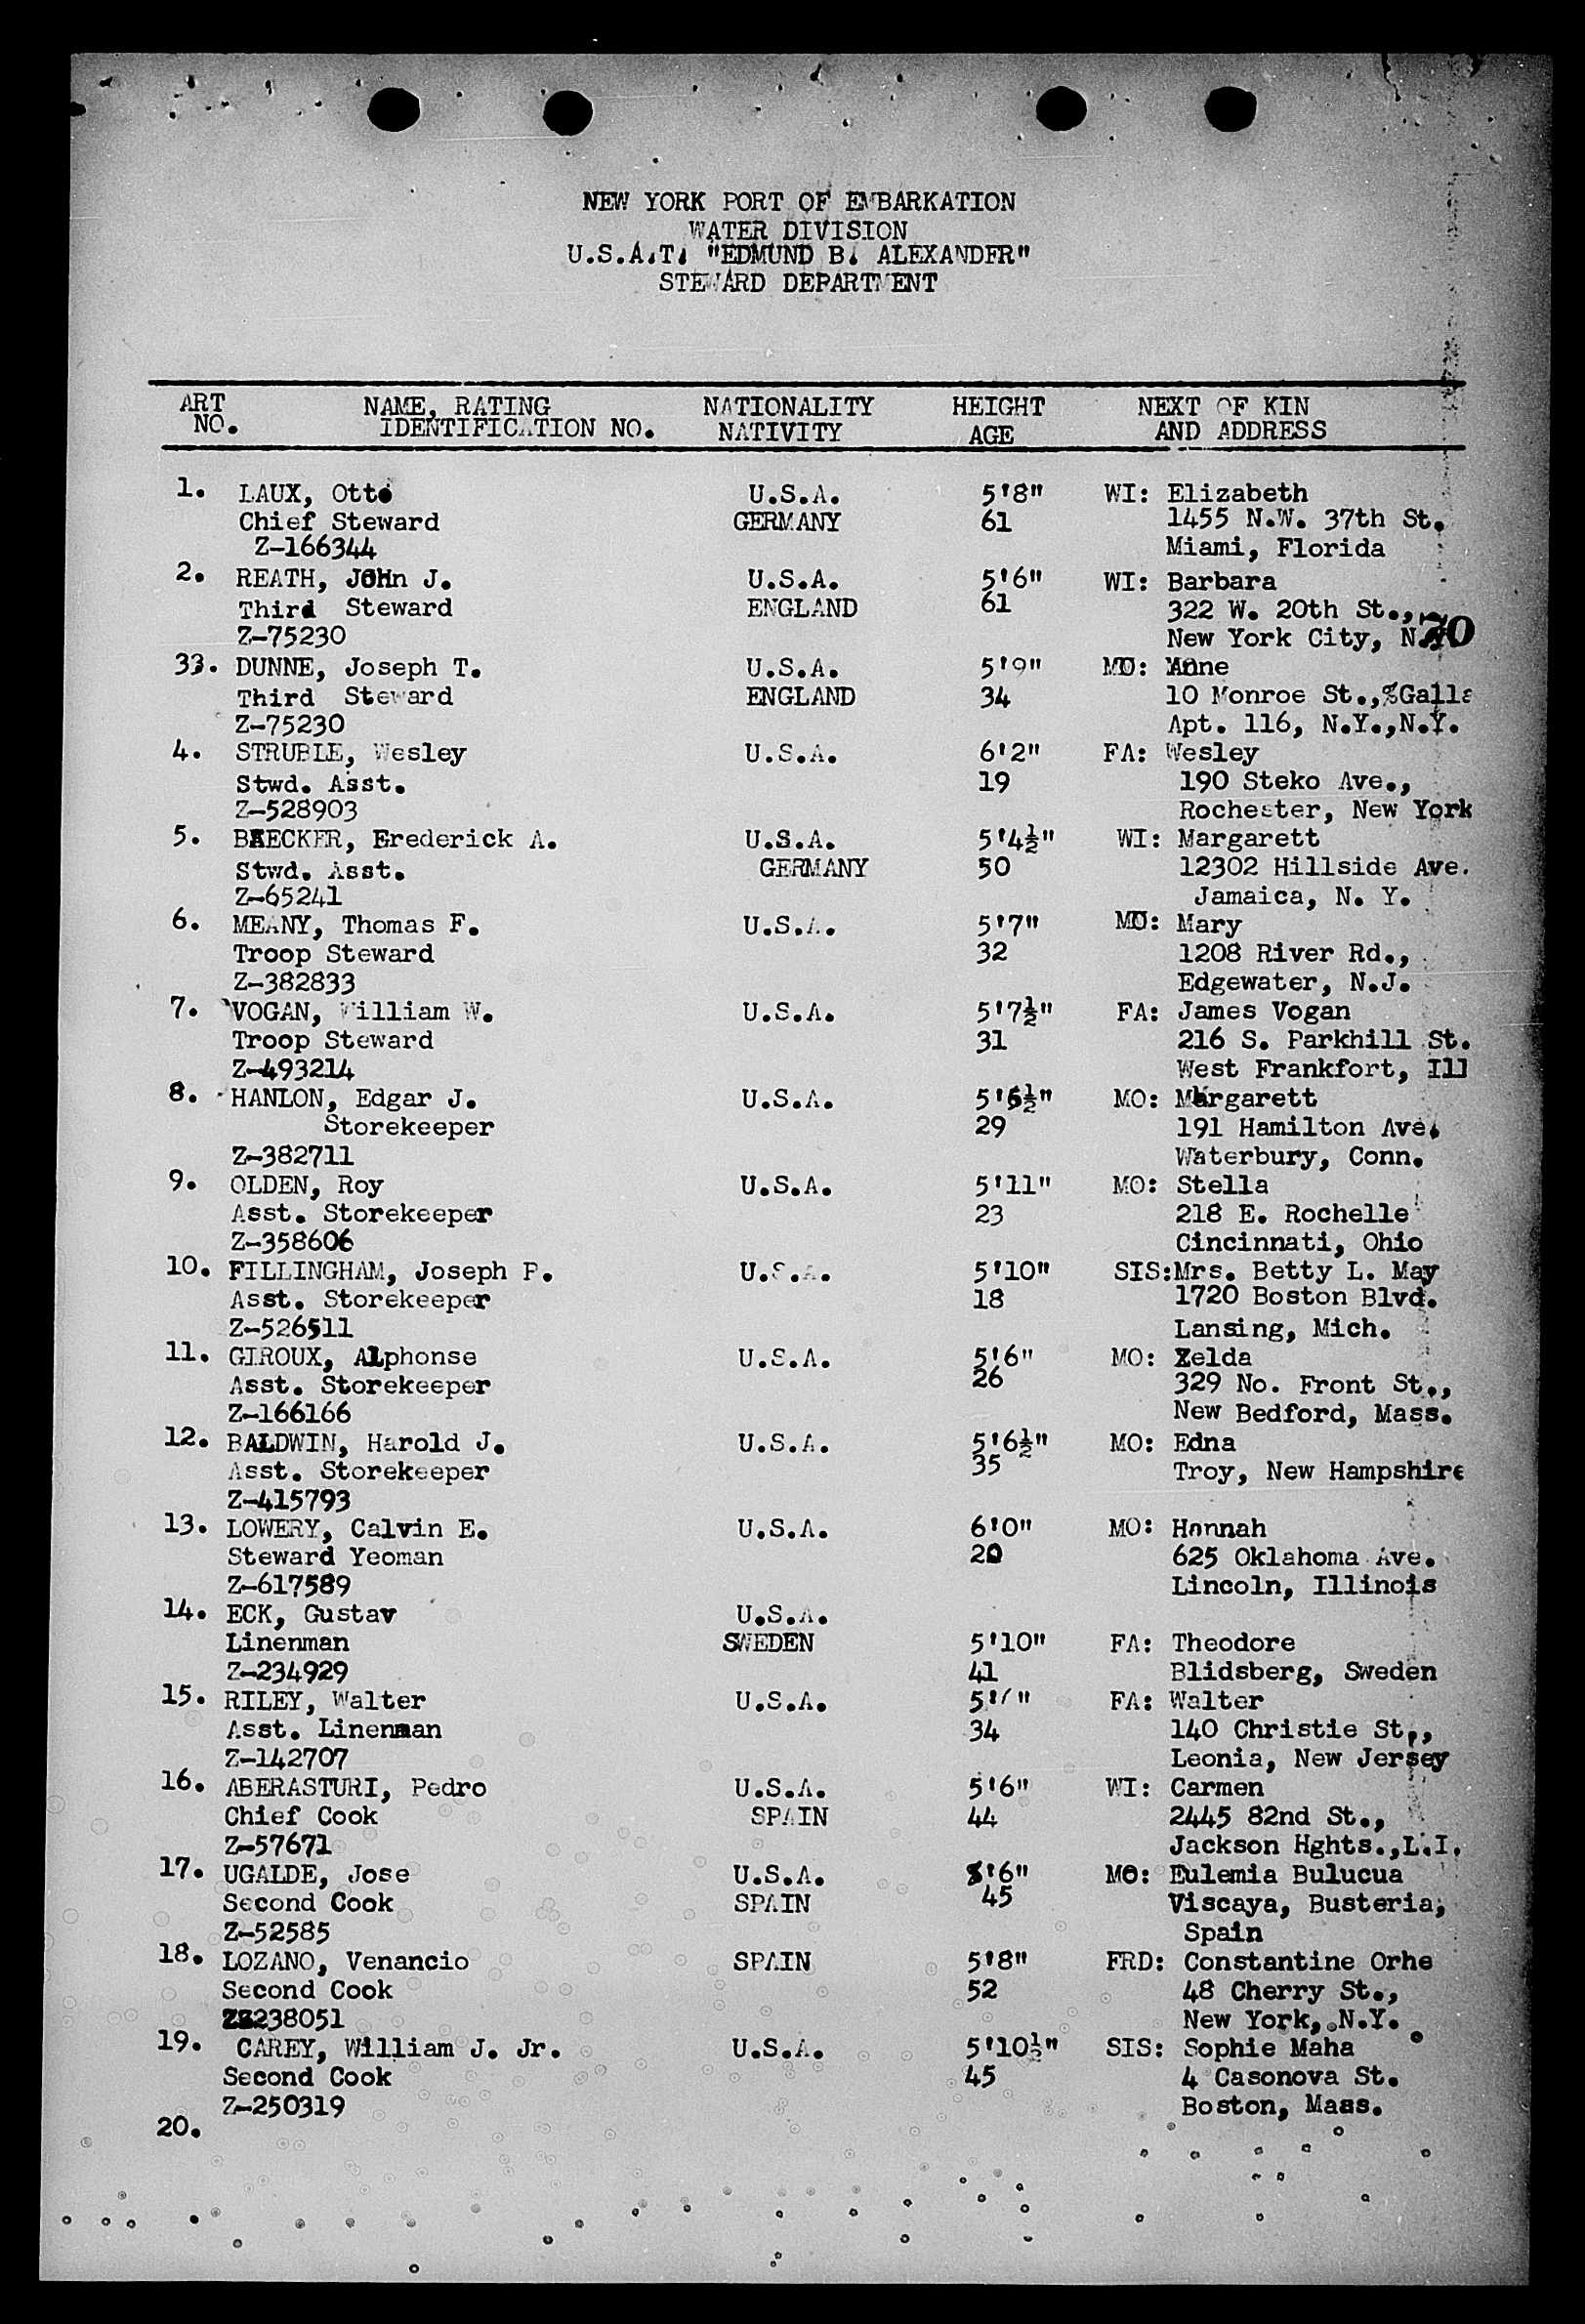 NEW YORK PORT OF EMBARKATION
WATER DIVISION
U.S.A.T. "EDMUND B. ALEXANDER"
STEWARD DEPARTMENT
ART NO. NAME, RATING IDENTIFICATION NO. NATIONALITY NATIVITY HEIGHT AGE NEXT OF KIN AND ADDRESS
1. LAUX, Otto U.S.A. 5'8" WI: Elizabeth
Chief Steward GERMANY 61 1455 N.W. 37th St.
Z-166344 Miami, Florida
2. REATH, JOHn J. U.S.A. 5'6" WI: Barbara
Third Steward ENGLAND 61 322 W. 20th St.,
Z-75230 New York City, N.Y. 70
33. DUNNE, Joseph T. U.S.A. 5'9" MO: Anne
Third Steward ENGLAND 34 10 Monroe St.,%Galla
Z-75230 Apt. 116, N.Y.,N.Y.
4. STRUBLE, Wesley U.S.A. 6'2" FA: Wesley
Stwd. Asst. 19 190 Steko Ave.,
Z-528903 Rochester, New York
5. BAECKER, Frederick A. U.S.A. 5'4½" WI: Margarett
Stwd. Asst. GERMANY 50 12302 Hillside Ave.
Z-65241 Jamaica, N. Y.
6. MEANY, Thomas F. U.S.A. 5'7" MO: Mary
Troop Steward 32 1208 River Rd.,
Z-382833 Edgewater, N.J.
7. VOGAN, William W. U.S.A. 5'7½" FA: James Vogan
Troop Steward 31 216 S. Parkhill St.
Z-493214 West Frankfort, Ill
8. HANLON, Edgar J. U.S.A. 5'6½" MO: Margarett
Storekeeper 29 191 Hamilton Ave.
Z-382711 Waterbury, Conn.
9. OLDEN, Roy U.S.A. 5'11" MO: Stella
Asst. Storekeeper 23 218 E. Rochelle
Z-358606 Cincinnati, Ohio
10. FILLINGHAM, Joseph P. U.S.A. 5'10" SIS:Mrs. Betty L. May
Asst. Storekeeper 18 1720 Boston Blvd.
Z-526511 Lansing, Mich.
11. GIROUX, Alphonse U.S.A. 5'6" MO: Zelda
Asst. Storekeeper 26 329 No. Front St.,
Z-166166 New Bedford, Mass.
12. BALDWIN, Harold J. U.S.A. 5'6½" MO: Edna
Asst. Storekeeper 35 Troy, New Hampshire
Z-415793
13. LOWERY, Calvin E. U.S.A. 6'0" MO: Hannah
Steward Yeoman 20 625 Oklahoma Ave.
Z-617589 Lincoln, Illinois
14. ECK, Gustav U.S.A.
Linenman SWEDEN 5'10" FA: Theodore
Z-234929 41 Blidsberg, Sweden
15. RILEY, Walter U.S.A. FA: Walter
Asst. Linenman 34 140 Christie St.,
Z-142707 Leonia, New Jersey
16. ABERASTURI, Pedro U.S.A. 5'6" WI: Carmen
Chief Cook SPAIN 44 2445 82nd St.,
Z-57671 Jackson Hghts.,L.I.
17. UGALDE, Jose U.S.A. 5'6" MO: Eulemia Bulucua
Second Cook SPAIN 45 Viscaya, Busteria,
Z-52585 Spain
18. LOZANO, Venancio SPAIN 5'8" FRD: Constantine Orhe
Second Cook 52 48 Cherry St.,
ZZ238051 New York, N.Y.
19. CAREY, William J. Jr. U.S.A. 5'10½" SIS: Sophie Maha
Second Cook 45 4 Casonova St.
Z-250319 Boston, Mass.
20.